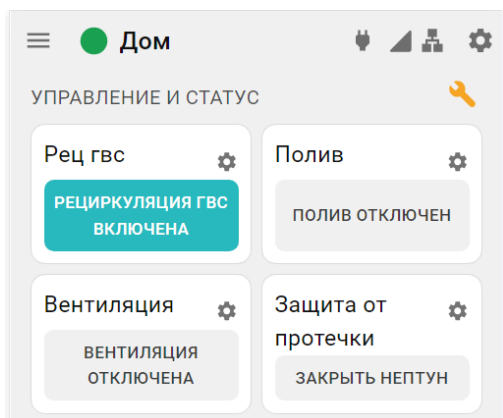 Дом
УПРАВЛЕНИЕ И СТАТУС
Рец гвс
РЕЦИРКУЛЯЦИЯ ГВС
ВКЛЮЧЕНА
Полив
ПОЛИВ ОТКЛЮЧЕН
Вентиляция
ВЕНТИЛЯЦИЯ
ОТКЛЮЧЕНА
Защита от
протечки
ЗАКРЫТЬ НЕПТУН